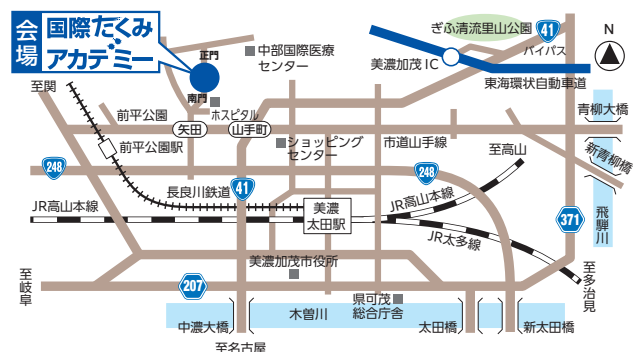 会場
国際たくみ
アカデミー
正門
南門
中部国際医療
センター
ぎふ清流里山公園
41
バイパス
N
美濃加茂IC
東海環状自動車道
至関
前平公園
矢田
ホスピタル
山手町
青柳大橋
前平公園駅
ショッピング
センター
市道山手線
至高山
新青柳橋
248
長良川鉄道
41
248
JR高山本線
美濃
太田駅
JR高山本線
JR太多線
371
飛騨川
美濃加茂市役所
至岐阜
207
至多治見
県可茂
総合庁舎
木曽川
中濃大橋
太田橋
新太田橋
至名古屋